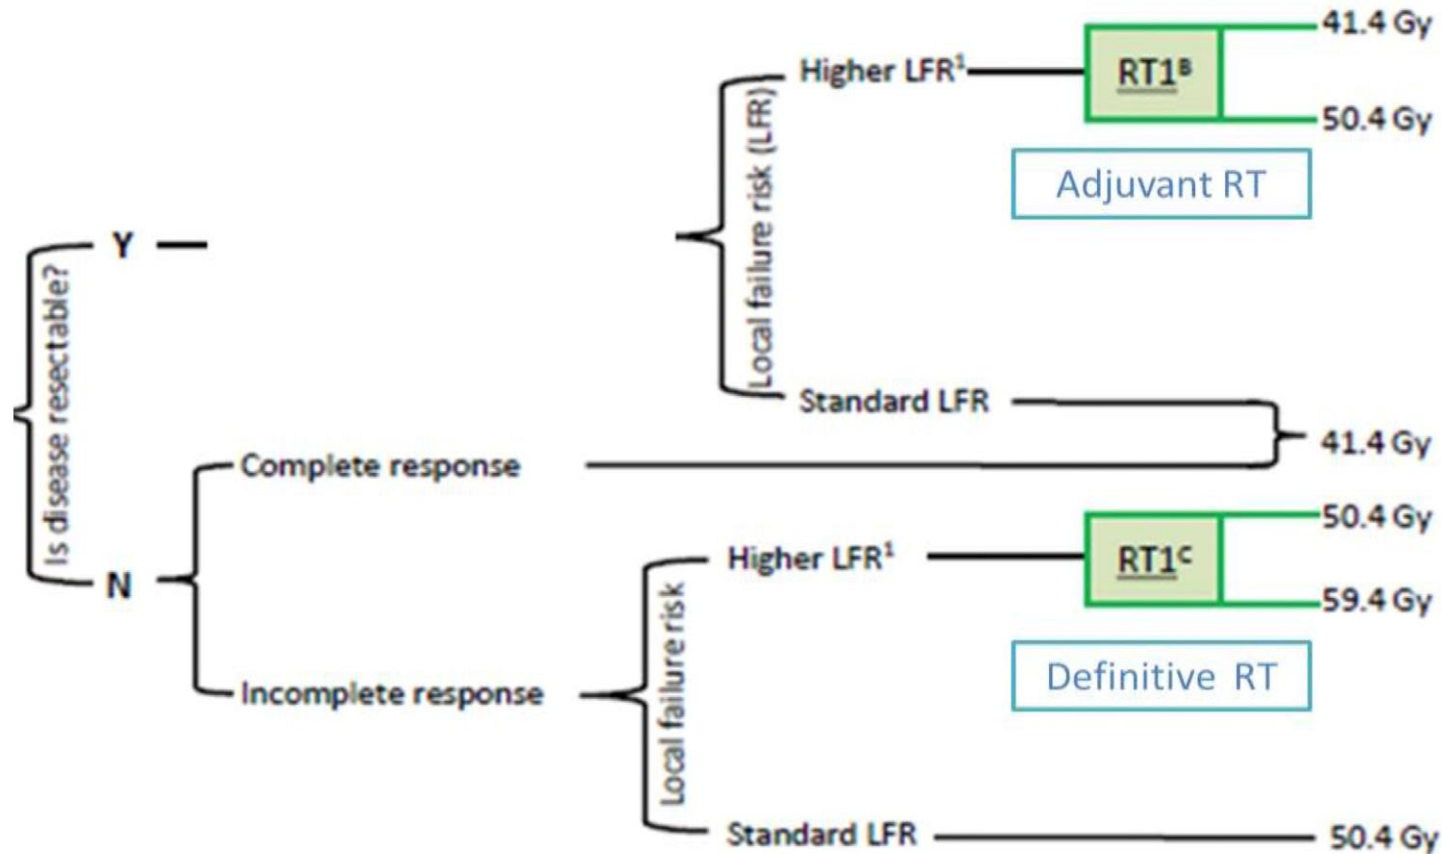 Is disease resectable?
Y
Local failure risk (LFR)
Higher LFR¹
RT1ᴮ
41.4 Gy
50.4 Gy
Adjuvant RT
Standard LFR
41.4 Gy
N
Complete response
Incomplete response
Local failure risk
Higher LFR¹
RT1ᶜ
50.4 Gy
59.4 Gy
Definitive RT
Standard LFR
50.4 Gy